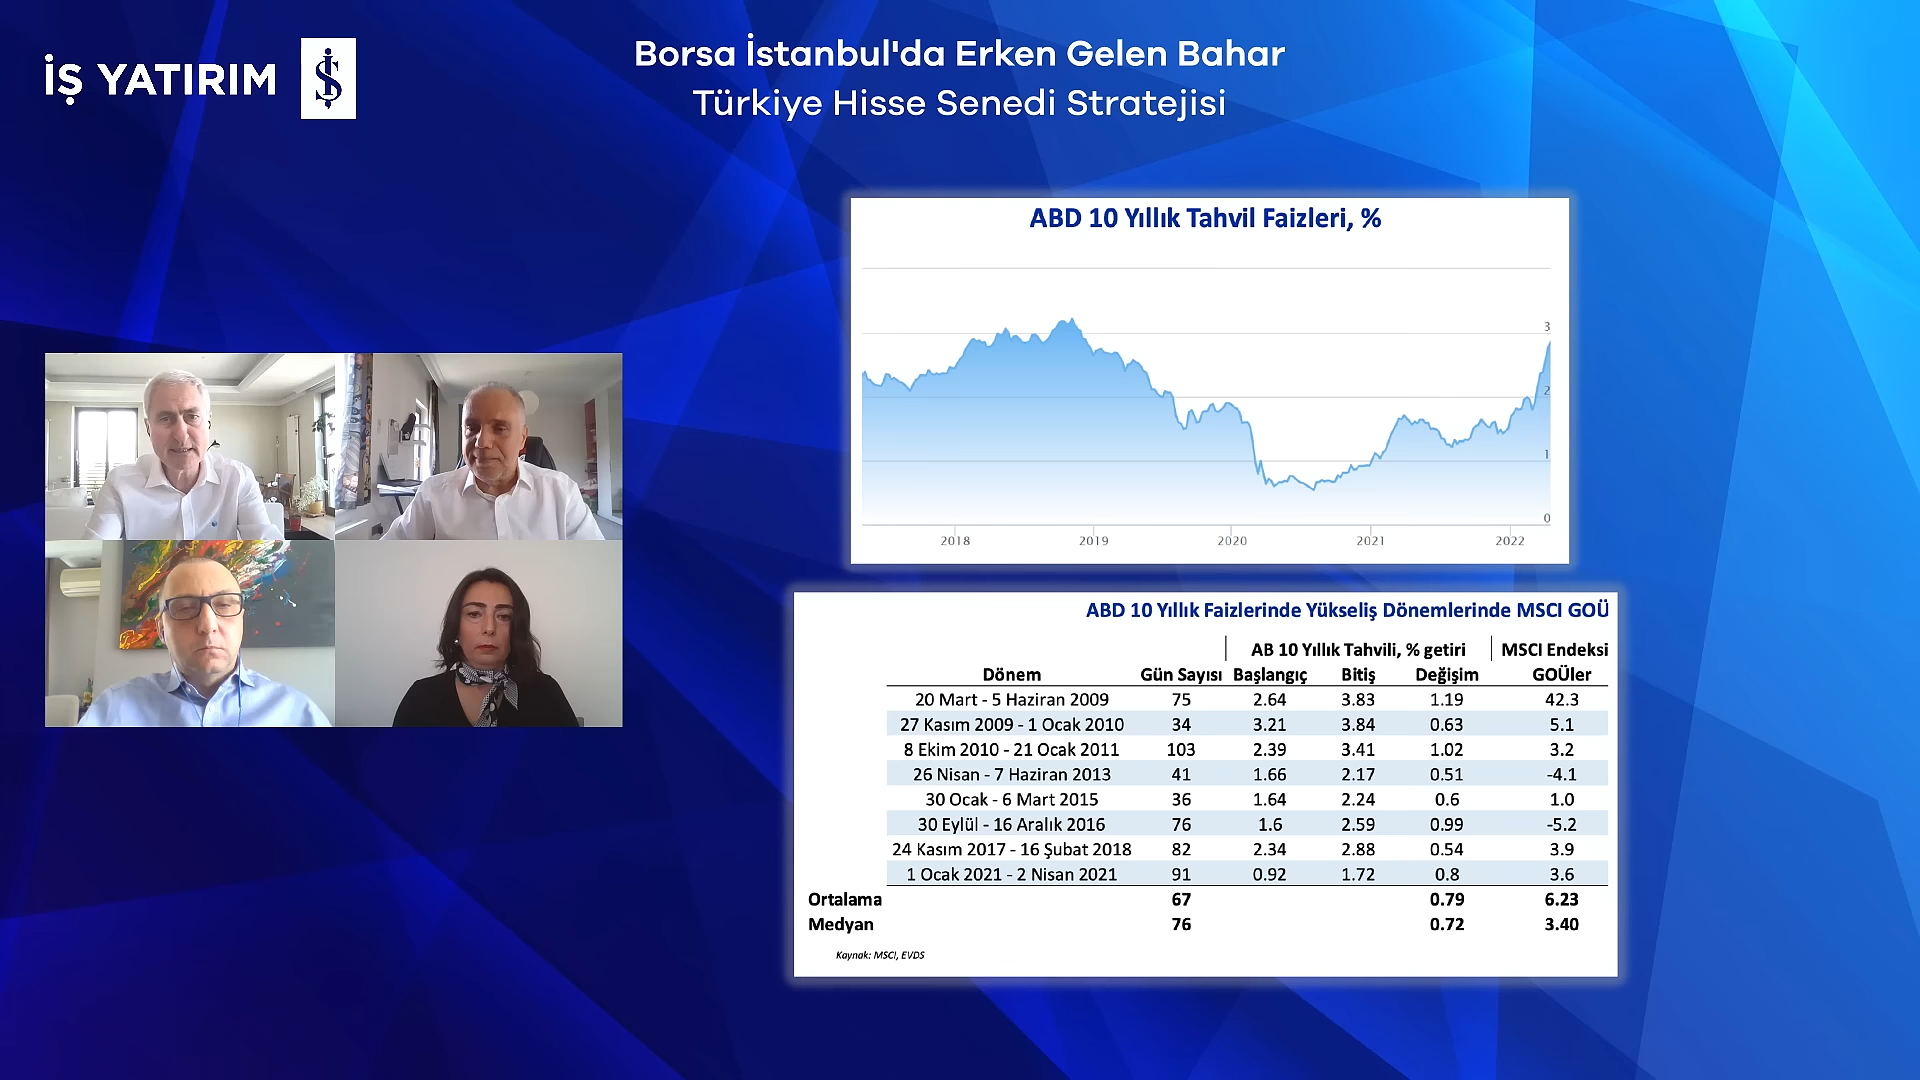 İŞ YATIRIM
Borsa İstanbul'da Erken Gelen Bahar
Türkiye Hisse Senedi Stratejisi
ABD 10 Yıllık Tahvil Faizleri, %
3
2
1
0
2018 2019 2020 2021 2022
ABD 10 Yıllık Faizlerinde Yükseliş Dönemlerinde MSCI GOÜ
AB 10 Yıllık Tahvili, % getiri MSCI Endeksi
Dönem Gün Sayısı Başlangıç Bitiş Değişim GOÜler
20 Mart - 5 Haziran 2009 75 2.64 3.83 1.19 42.3
27 Kasım 2009 - 1 Ocak 2010 34 3.21 3.84 0.63 5.1
8 Ekim 2010 - 21 Ocak 2011 103 2.39 3.41 1.02 3.2
26 Nisan - 7 Haziran 2013 41 1.66 2.17 0.51 -4.1
30 Ocak - 6 Mart 2015 36 1.64 2.24 0.6 1.0
30 Eylül - 16 Aralık 2016 76 1.6 2.59 0.99 -5.2
24 Kasım 2017 - 16 Şubat 2018 82 2.34 2.88 0.54 3.9
1 Ocak 2021 - 2 Nisan 2021 91 0.92 1.72 0.8 3.6
Ortalama 67 0.79 6.23
Medyan 76 0.72 3.40
Kaynak: MSCI, EVDS